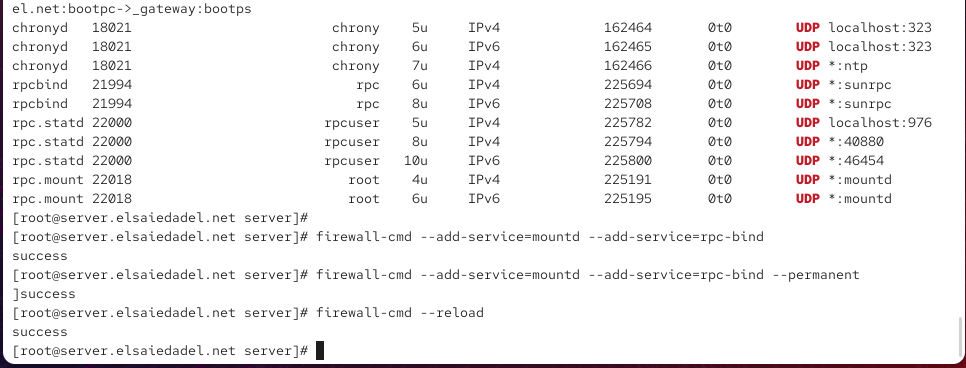 el.net:bootpc->_gateway:bootps
chronyd   18021                         chrony    5u     IPv4             162464       0t0        UDP localhost:323
chronyd   18021                         chrony    6u     IPv6             162465       0t0        UDP localhost:323
chronyd   18021                         chrony    7u     IPv4             162466       0t0        UDP *:ntp
rpcbind   21994                            rpc    6u     IPv4             225694       0t0        UDP *:sunrpc
rpcbind   21994                            rpc    8u     IPv6             225708       0t0        UDP *:sunrpc
rpc.statd 22000                        rpcuser    5u     IPv4             225782       0t0        UDP localhost:976
rpc.statd 22000                        rpcuser    8u     IPv4             225794       0t0        UDP *:40880
rpc.statd 22000                        rpcuser   10u     IPv6             225800       0t0        UDP *:46454
rpc.mount 22018                           root    4u     IPv4             225191       0t0        UDP *:mountd
rpc.mount 22018                           root    6u     IPv6             225195       0t0        UDP *:mountd
[root@server.elsaiedadel.net server]#
[root@server.elsaiedadel.net server]# firewall-cmd --add-service=mountd --add-service=rpc-bind
success
[root@server.elsaiedadel.net server]# firewall-cmd --add-service=mountd --add-service=rpc-bind --permanent
]success
[root@server.elsaiedadel.net server]# firewall-cmd --reload
success
[root@server.elsaiedadel.net server]#